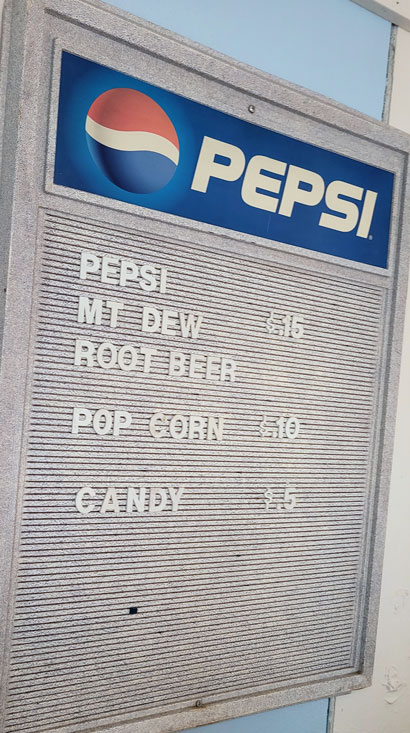 PEPSI
PEPSI
MT DEW $.15
ROOT BEER
POP CORN $.10
CANDY $.5